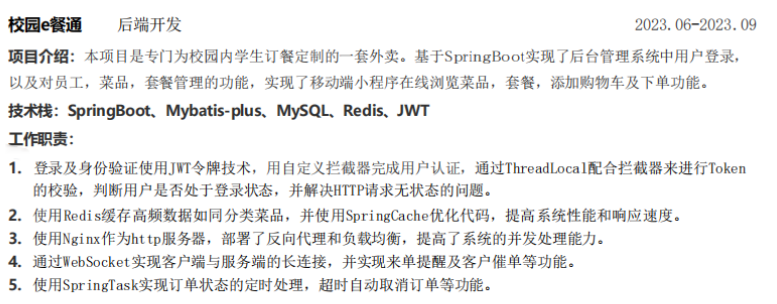 校园e餐通 后端开发 2023.06-2023.09
项目介绍：本项目是专门为校园内学生订餐定制的一套外卖。基于SpringBoot实现了后台管理系统中用户登录，
以及对员工，菜品，套餐管理的功能，实现了移动端小程序在线浏览菜品，套餐，添加购物车及下单功能。
技术栈：SpringBoot、Mybatis-plus、MySQL、Redis、JWT
工作职责：
1. 登录及身份验证使用JWT令牌技术，用自定义拦截器完成用户认证，通过ThreadLocal配合拦截器来进行Token
的校验，判断用户是否处于登录状态，并解决HTTP请求无状态的问题。
2. 使用Redis缓存高频数据如同分类菜品，并使用SpringCache优化代码，提高系统性能和响应速度。
3. 使用Nginx作为http服务器，部署了反向代理和负载均衡，提高了系统的并发处理能力。
4. 通过WebSocket实现客户端与服务端的长连接，并实现来单提醒及客户催单等功能。
5. 使用SpringTask实现订单状态的定时处理，超时自动取消订单等功能。